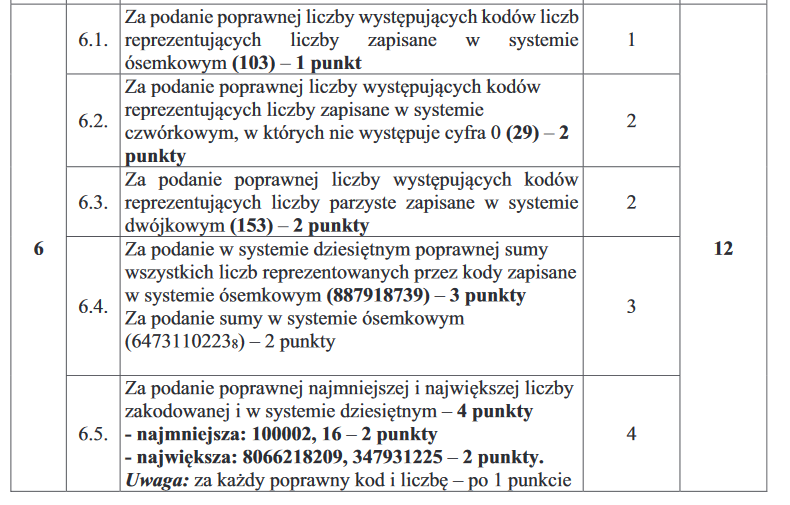 6
6.1.
Za podanie poprawnej liczby występujących kodów liczb
reprezentujących liczby zapisane w systemie
ósemkowym (103) – 1 punkt
1
6.2.
Za podanie poprawnej liczby występujących kodów
reprezentujących liczby zapisane w systemie
czwórkowym, w których nie występuje cyfra 0 (29) – 2
punkty
2
6.3.
Za podanie poprawnej liczby występujących kodów
reprezentujących liczby parzyste zapisane w systemie
dwójkowym (153) – 2 punkty
2
6.4.
Za podanie w systemie dziesiętnym poprawnej sumy
wszystkich liczb reprezentowanych przez kody zapisane
w systemie ósemkowym (887918739) – 3 punkty
Za podanie sumy w systemie ósemkowym
(6473110223₈) – 2 punkty
3
6.5.
Za podanie poprawnej najmniejszej i największej liczby
zakodowanej i w systemie dziesiętnym – 4 punkty
- najmniejsza: 100002, 16 – 2 punkty
- największa: 8066218209, 347931225 – 2 punkty.
Uwaga: za każdy poprawny kod i liczbę – po 1 punkcie
4
12